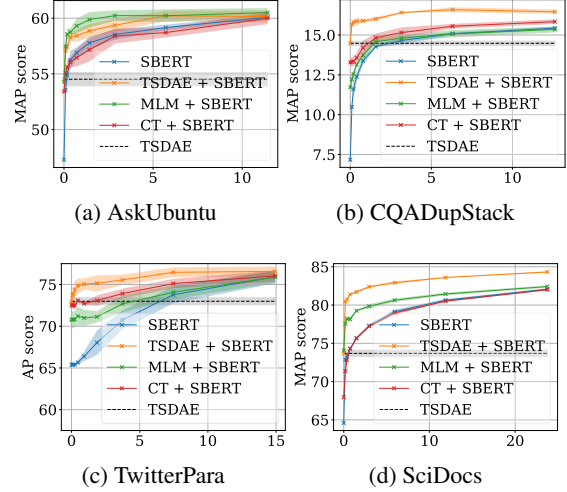 MAP score
60
55
50
0
5
10
SBERT
TSDAE + SBERT
MLM + SBERT
CT + SBERT
TSDAE
(a) AskUbuntu
MAP score
15.0
12.5
10.0
7.5
0
5
10
SBERT
TSDAE + SBERT
MLM + SBERT
CT + SBERT
TSDAE
(b) CQADupStack
AP score
75
70
65
60
0
5
10
15
SBERT
TSDAE + SBERT
MLM + SBERT
CT + SBERT
TSDAE
(c) TwitterPara
MAP score
85
80
75
70
65
0
10
20
SBERT
TSDAE + SBERT
MLM + SBERT
CT + SBERT
TSDAE
(d) SciDocs